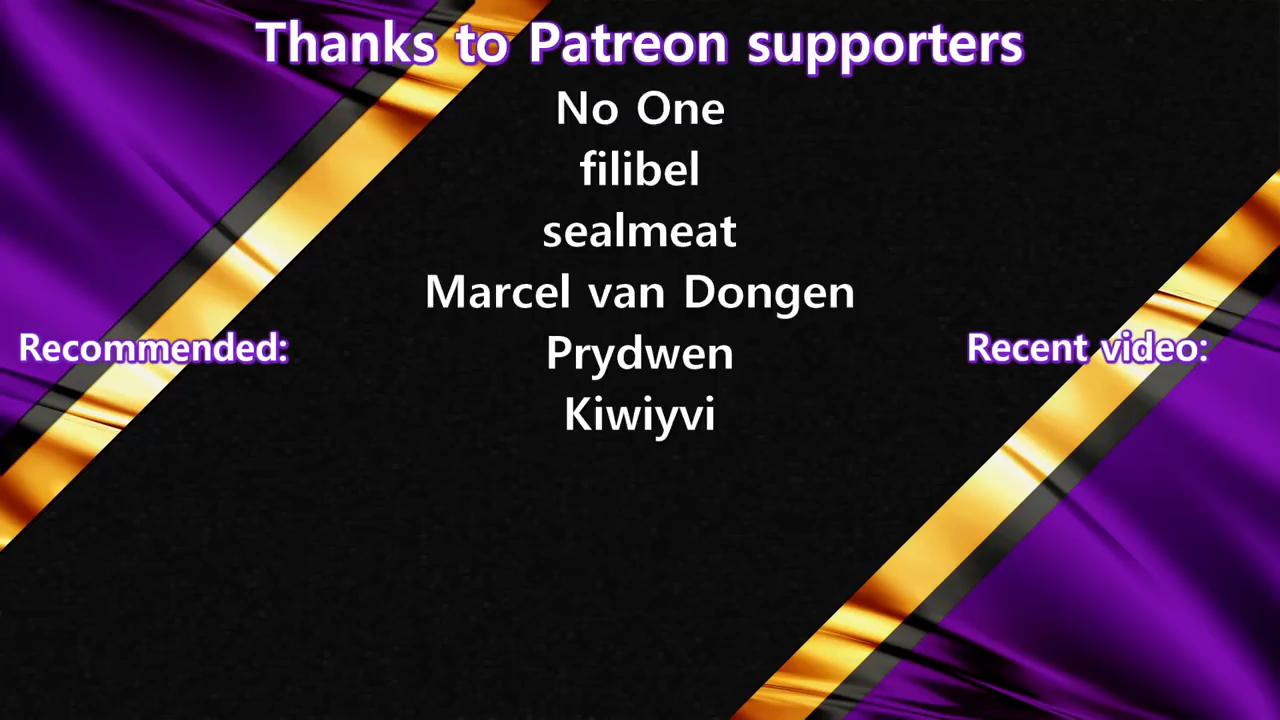 Thanks to Patreon supporters
No One
filibel
sealmeat
Marcel van Dongen
Recommended:
Prydwen
Recent video:
Kiwiyvi